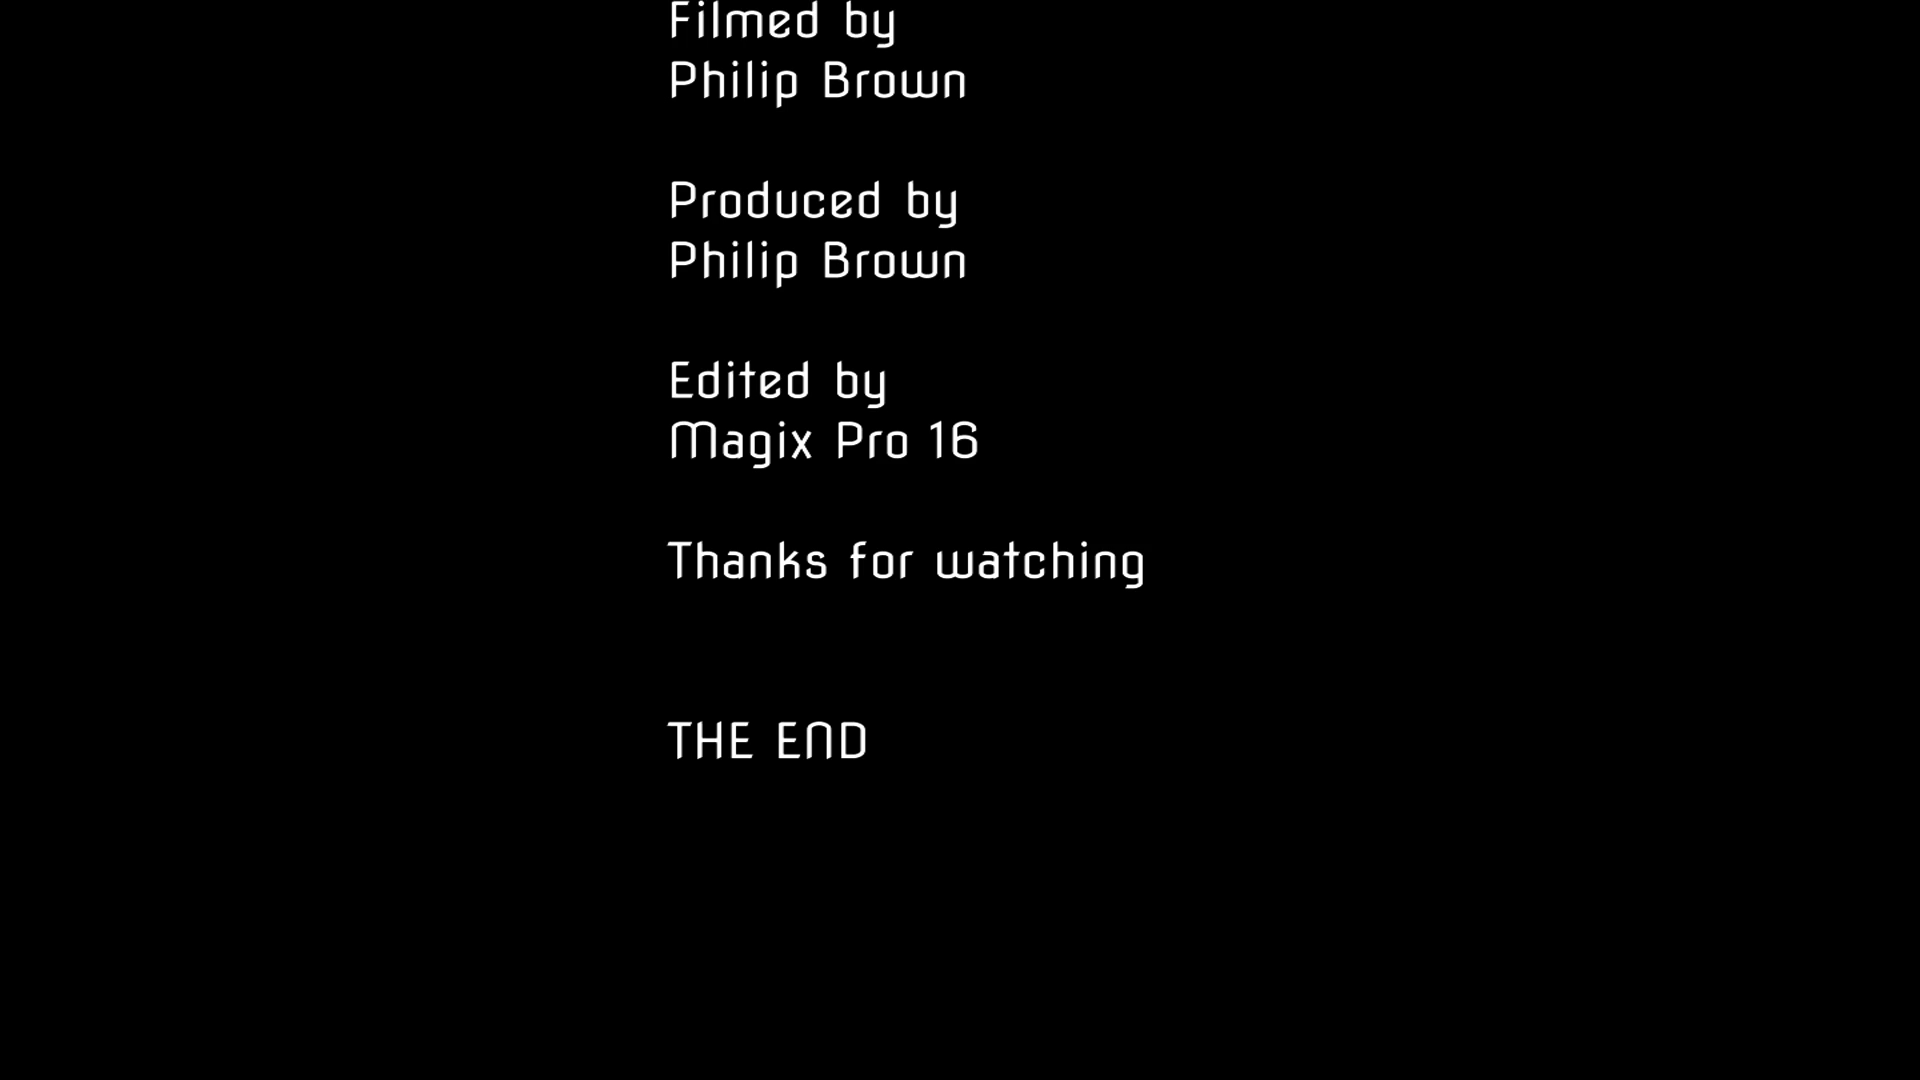 Filmed by
Philip Brown
Produced by
Philip Brown
Edited by
Magix Pro 16
Thanks for watching
THE END